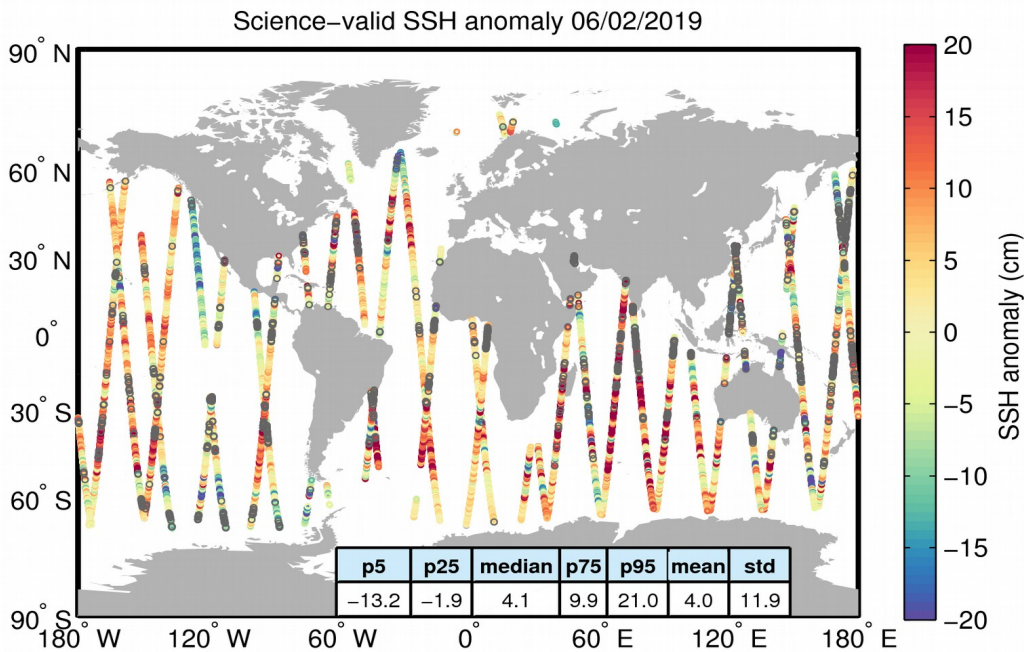 Science−valid SSH anomaly 06/02/2019
90° N
60° N
30° N
0°
30° S
60° S
90° S
180° W
120° W
60° W
0°
60° E
120° E
180° E
p5 p25 median p75 p95 mean std
−13.2 −1.9 4.1 9.9 21.0 4.0 11.9
20
15
10
5
0
−5
−10
−15
−20
SSH anomaly (cm)